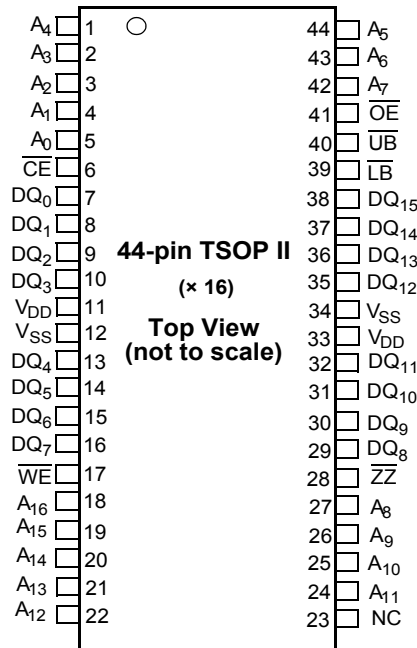 A4 1 44 A5
A3 2 43 A6
A2 3 42 A7
A1 4 41 OE
A0 5 40 UB
CE 6 39 LB
DQ0 7 38 DQ15
DQ1 8 37 DQ14
DQ2 9 44-pin TSOP II 36 DQ13
DQ3 10 (× 16) 35 DQ12
VDD 11 34 VSS
VSS 12 Top View 33 VDD
DQ4 13 (not to scale) 32 DQ11
DQ5 14 31 DQ10
DQ6 15 30 DQ9
DQ7 16 29 DQ8
WE 17 28 ZZ
A16 18 27 A8
A15 19 26 A9
A14 20 25 A10
A13 21 24 A11
A12 22 23 NC